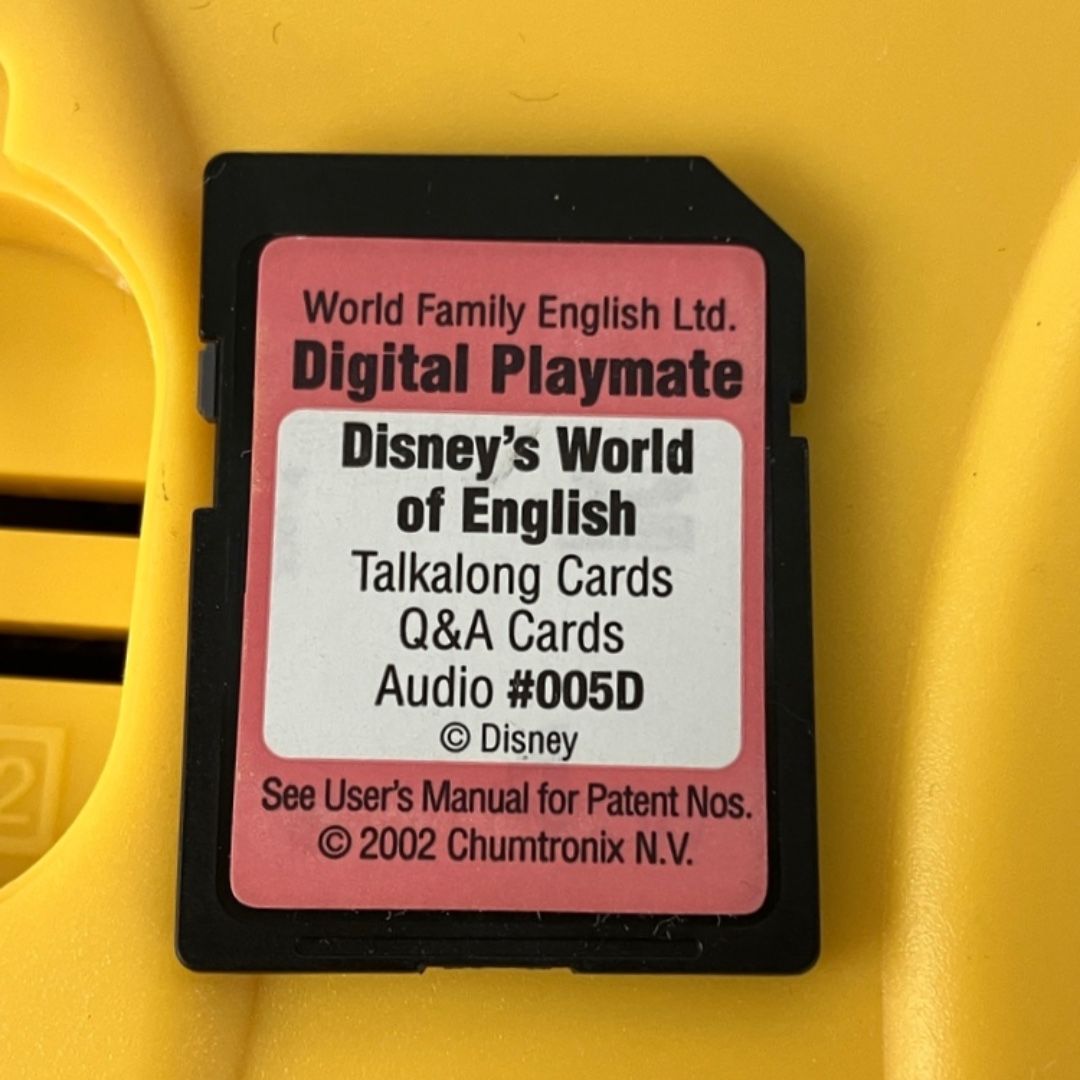 World Family English Ltd.
Digital Playmate
Disney's World
of English
Talkalong Cards
Q&A Cards
Audio #005D
© Disney
See User's Manual for Patent Nos.
© 2002 Chumtronix N.V.
2